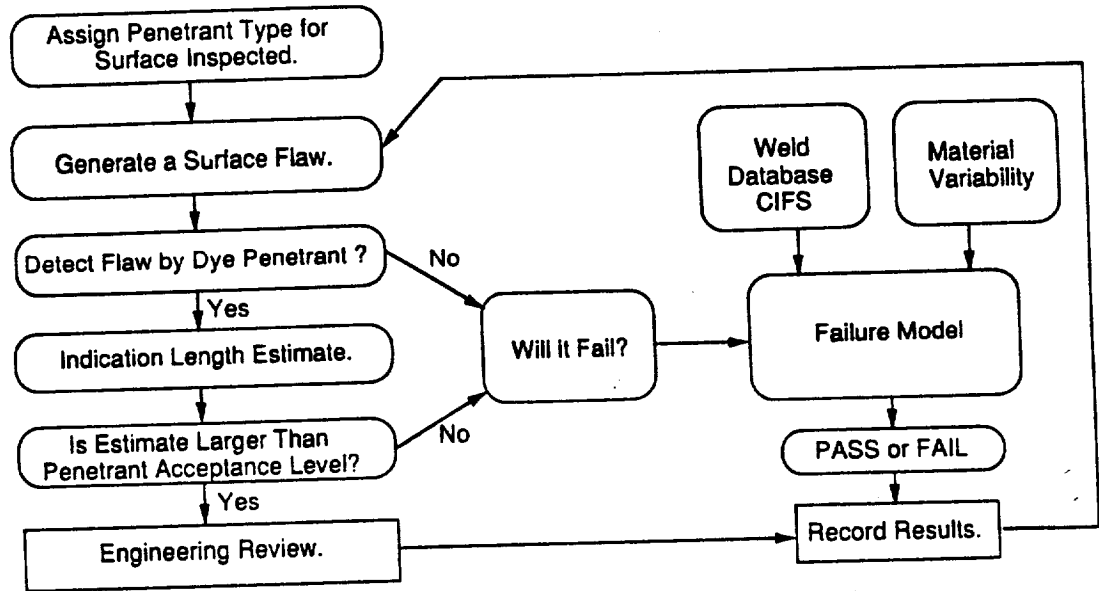 Assign Penetrant Type for
Surface Inspected.
Generate a Surface Flaw.
Detect Flaw by Dye Penetrant ?
No
Yes
Indication Length Estimate.
Is Estimate Larger Than
Penetrant Acceptance Level?
No
Yes
Engineering Review.
Will it Fail?
Weld
Database
CIFS
Material
Variability
Failure Model
PASS or FAIL
Record Results.